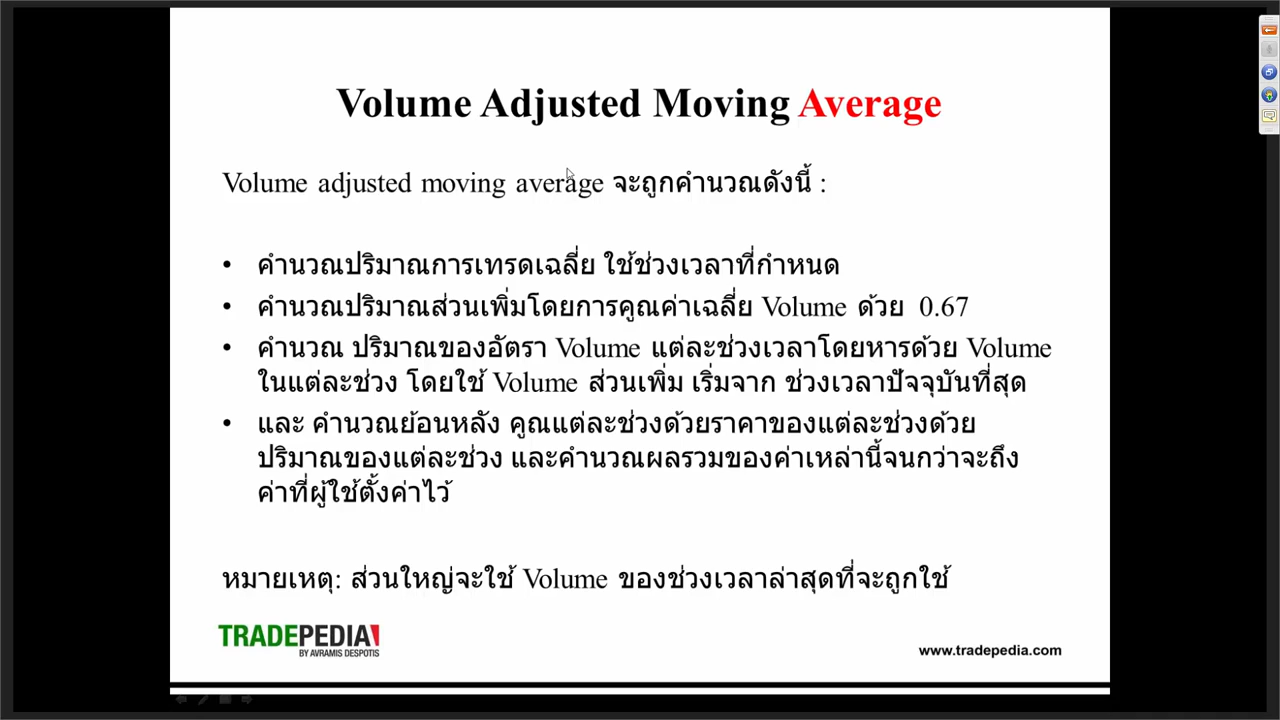 Volume Adjusted Moving Average
Volume adjusted moving average จะถูกคำนวณดังนี้ :
• คำนวณปริมาณการเทรดเฉลี่ย ใช้ช่วงเวลาที่กำหนด
• คำนวณปริมาณส่วนเพิ่มโดยการคูณค่าเฉลี่ย Volume ด้วย 0.67
• คำนวณ ปริมาณของอัตรา Volume แต่ละช่วงเวลาโดยหารด้วย Volume
ในแต่ละช่วง โดยใช้ Volume ส่วนเพิ่ม เริ่มจาก ช่วงเวลาปัจจุบันที่สุด
• และ คำนวณย้อนหลัง คูณแต่ละช่วงด้วยราคาของแต่ละช่วงด้วย
ปริมาณของแต่ละช่วง และคำนวณผลรวมของค่าเหล่านี้จนกว่าจะถึง
ค่าที่ผู้ใช้ตั้งค่าไว้
หมายเหตุ: ส่วนใหญ่จะใช้ Volume ของช่วงเวลาล่าสุดที่จะถูกใช้
TRADEPEDIA
BY AVRAMIS DESPOTIS
www.tradepedia.com